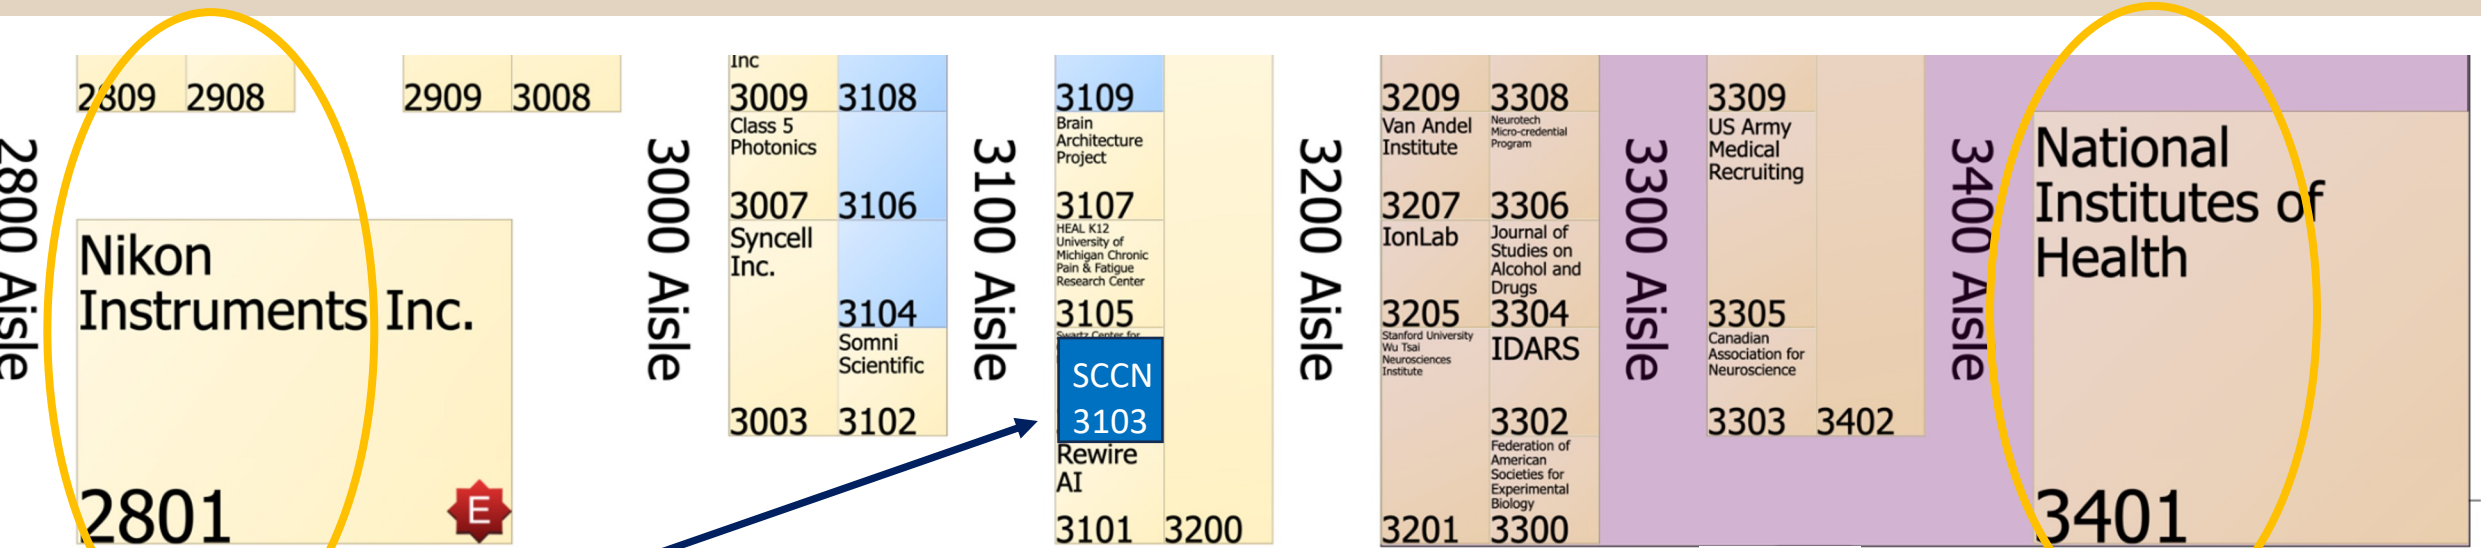 2809
2908
2909
3008
Inc
3009
3108
3109
3209
3308
3309
2800 Aisle
3000 Aisle
3100 Aisle
3200 Aisle
3300 Aisle
3400 Aisle
Nikon
Instruments Inc.
2801
E
Class 5
Photonics
3007
3106
Syncell
Inc.
3003
3104
Somni
Scientific
3102
Brain
Architecture
Project
3107
HEAL K12
University of
Michigan Chronic
Pain & Fatigue
Research Center
3105
Swartz Center for
SCCN
3103
Rewire
AI
3101
3200
Van Andel
Institute
3207
IonLab
3205
Stanford University
Wu Tsai
Neurosciences
Institute
3201
Neurotech
Micro-credential
Program
3306
Journal of
Studies on
Alcohol and
Drugs
3304
IDARS
3302
Federation of
American
Societies for
Experimental
Biology
3300
US Army
Medical
Recruiting
3305
Canadian
Association for
Neuroscience
3303
3402
National
Institutes of
Health
3401